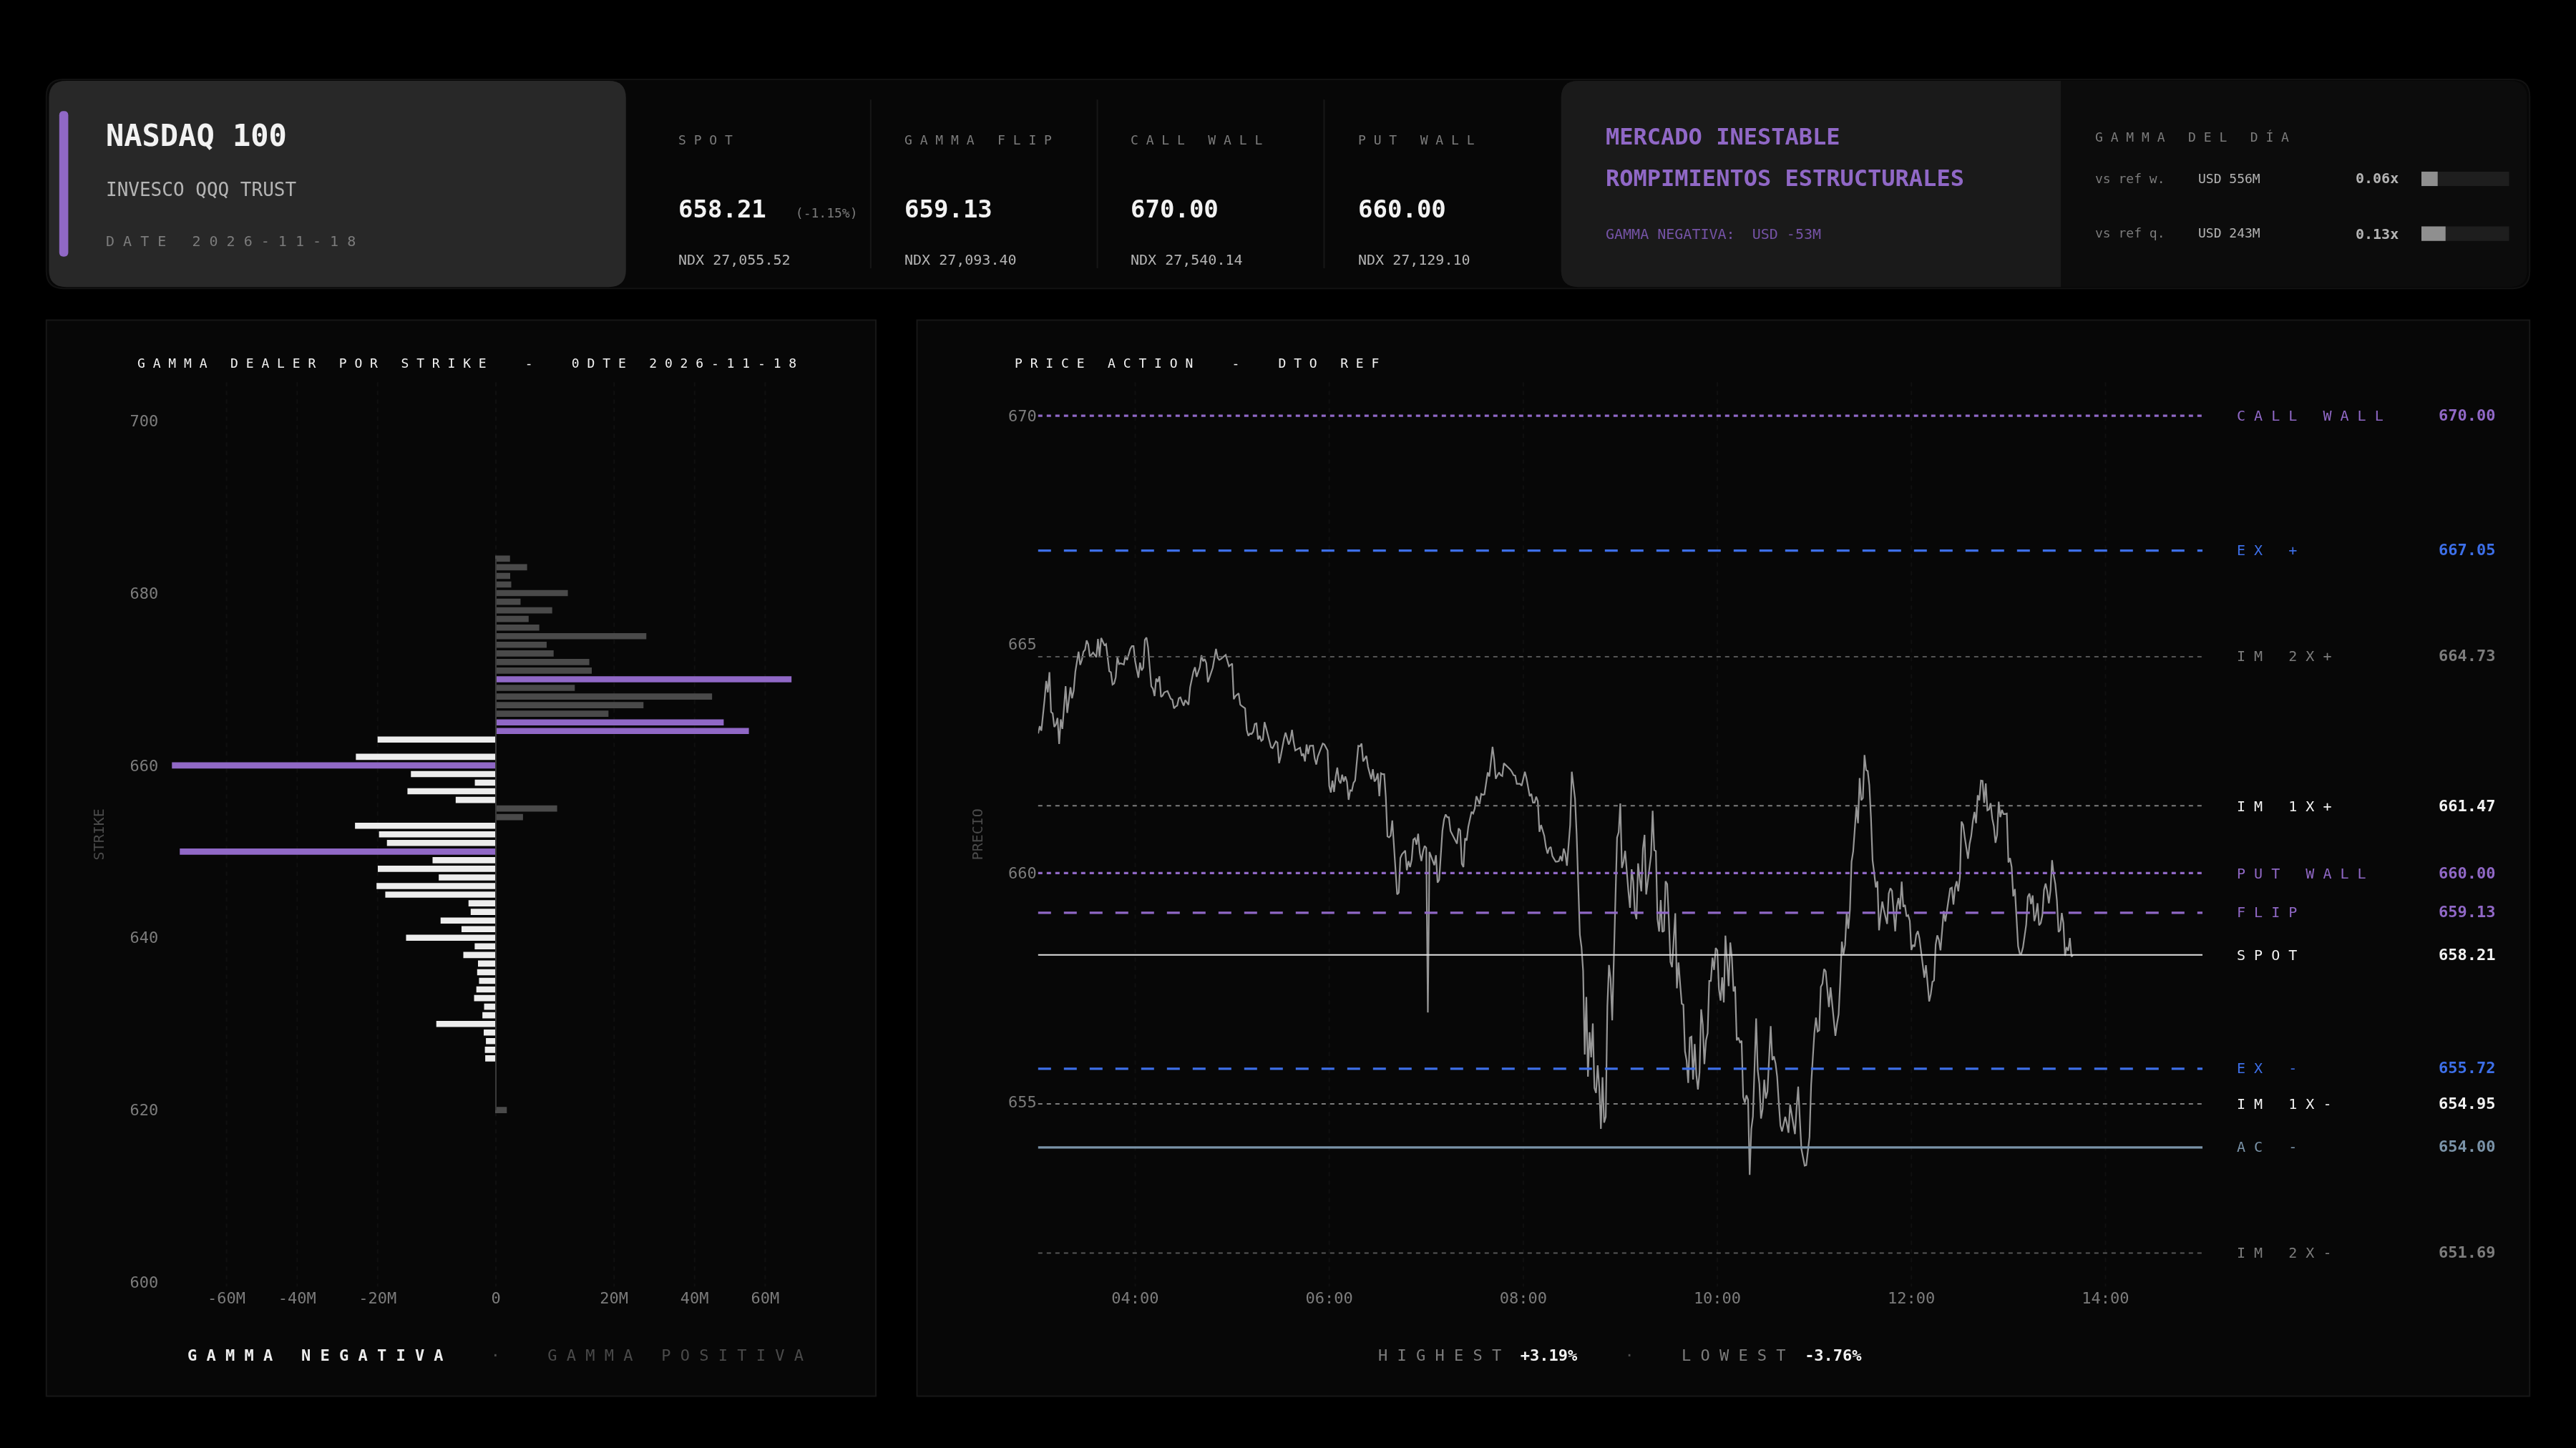 NASDAQ 100
INVESCO QQQ TRUST
DATE 2026-11-18
SPOT
658.21 (-1.15%)
NDX 27,055.52
GAMMA FLIP
659.13
NDX 27,093.40
CALL WALL
670.00
NDX 27,540.14
PUT WALL
660.00
NDX 27,129.10
MERCADO INESTABLE
ROMPIMIENTOS ESTRUCTURALES
GAMMA NEGATIVA: USD -53M
GAMMA DEL DÍA
vs ref w. USD 556M 0.06x
vs ref q. USD 243M 0.13x
GAMMA DEALER POR STRIKE - 0DTE 2026-11-18
700
680
660
640
620
600
STRIKE
-60M -40M -20M 0 20M 40M 60M
GAMMA NEGATIVA · GAMMA POSITIVA
PRICE ACTION - DTO REF
670
665
660
655
PRECIO
CALL WALL 670.00
EX + 667.05
IM 2X+ 664.73
IM 1X+ 661.47
PUT WALL 660.00
FLIP 659.13
SPOT 658.21
EX - 655.72
IM 1X- 654.95
AC - 654.00
IM 2X- 651.69
04:00 06:00 08:00 10:00 12:00 14:00
HIGHEST +3.19% · LOWEST -3.76%